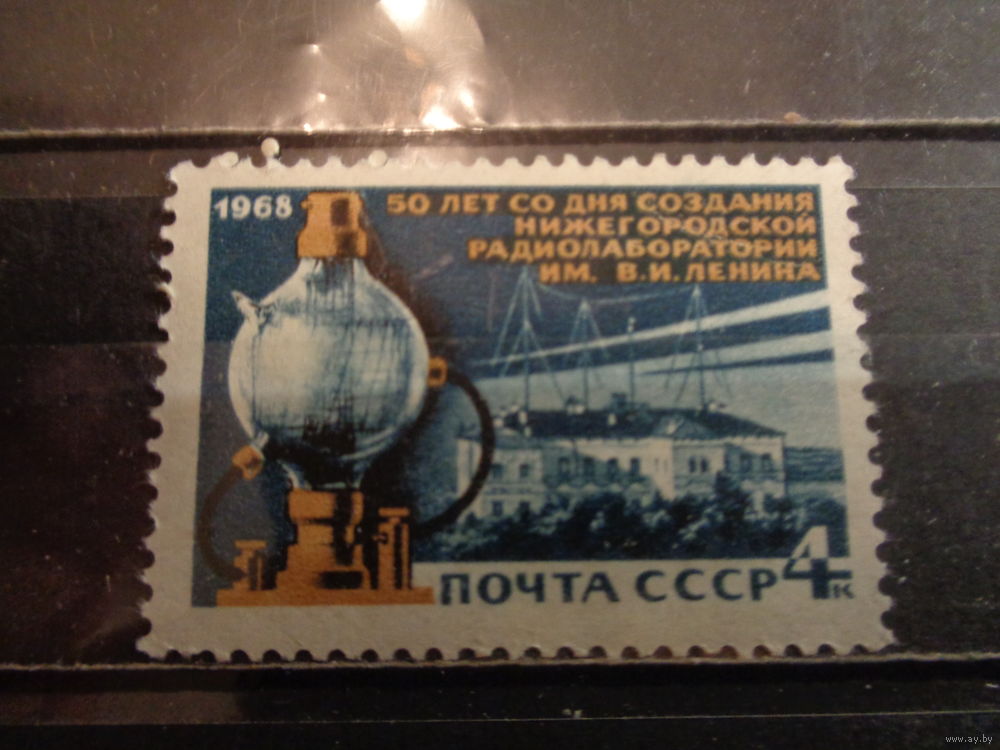 1968
50 ЛЕТ СО ДНЯ СОЗДАНИЯ
НИЖЕГОРОДСКОЙ
РАДИОЛАБОРАТОРИИ
ИМ. В.И.ЛЕНИНА
ПОЧТА СССР 4к
www.ay.by